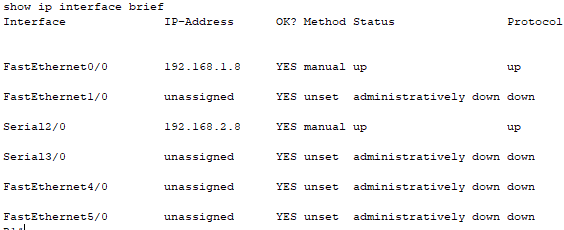 show ip interface brief
Interface IP-Address OK? Method Status Protocol
FastEthernet0/0 192.168.1.8 YES manual up up
FastEthernet1/0 unassigned YES unset administratively down down
Serial2/0 192.168.2.8 YES manual up up
Serial3/0 unassigned YES unset administratively down down
FastEthernet4/0 unassigned YES unset administratively down down
FastEthernet5/0 unassigned YES unset administratively down down